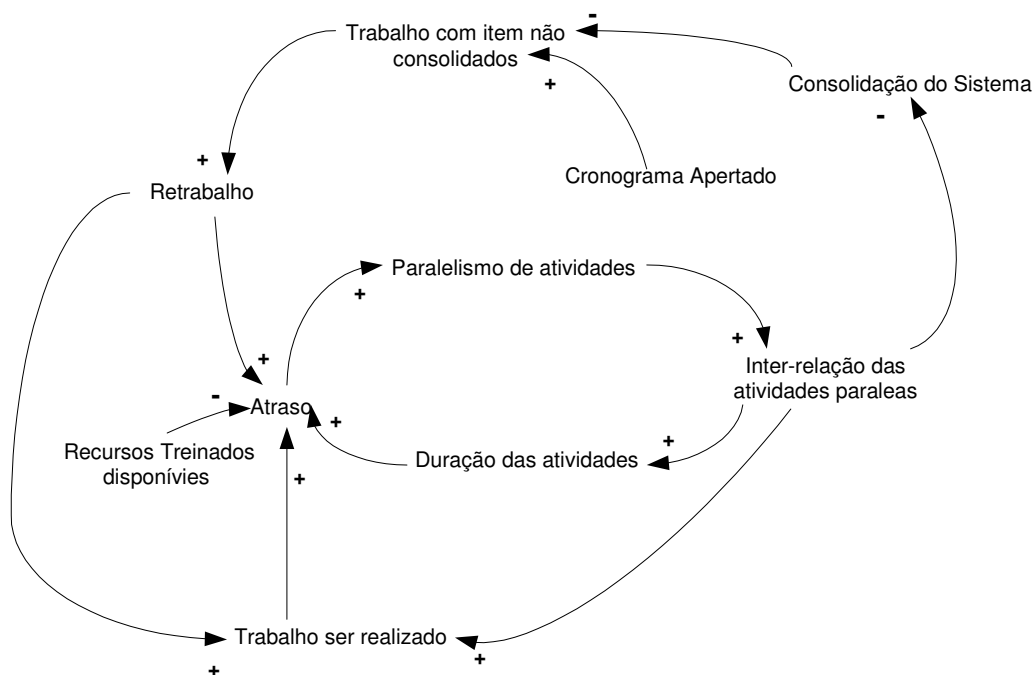 -
Trabalho com item não
consolidados
+
Consolidação do Sistema
-
+
Retrabalho
Cronograma Apertado
Paralelismo de atividades
+
+
Inter-relação das
atividades paraleas
+
-
Atraso
+
+
Recursos Treinados
disponívies
Duração das atividades
+
Trabalho ser realizado
+
+